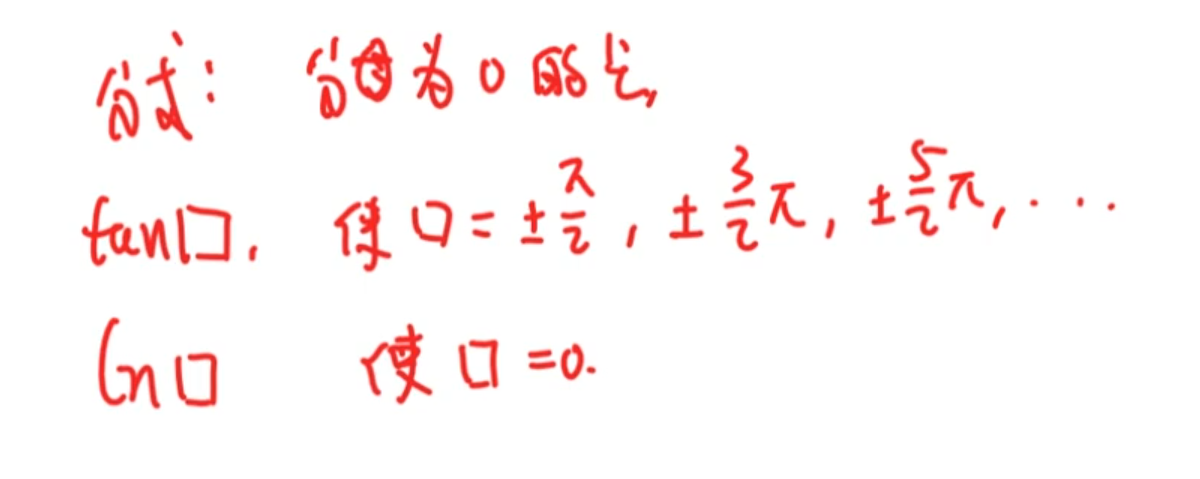 分式: 分母为0的点,
tan□. 使□=±π/2, ±3/2π, ±5/2π, ...
ln□ 使□=0.